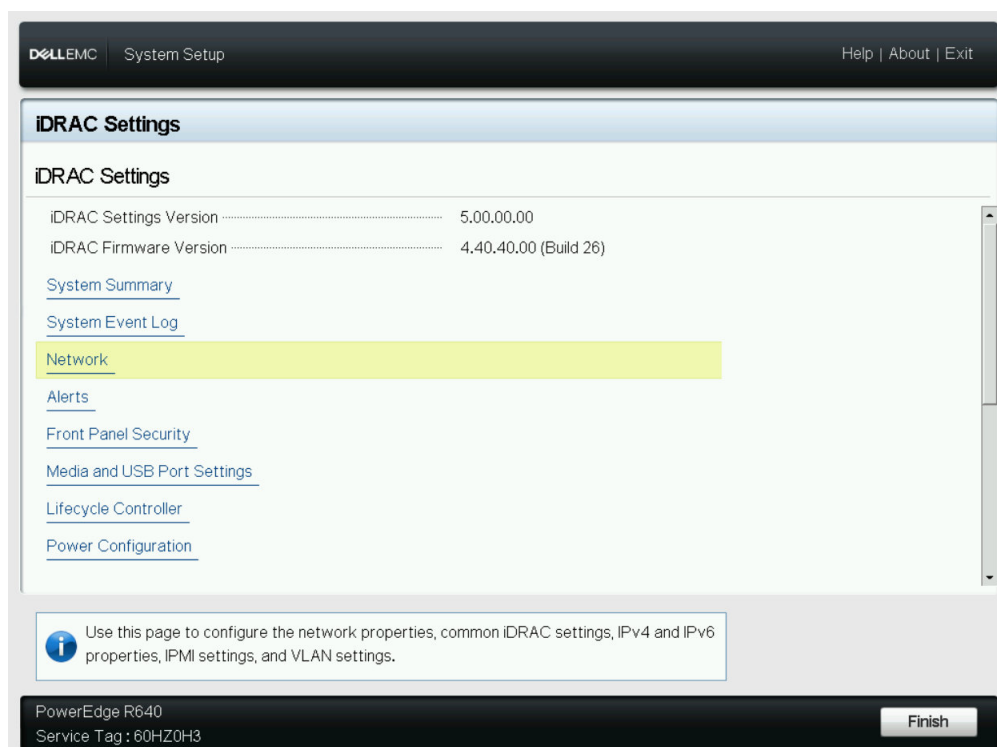 DELLEMC System Setup Help | About | Exit
iDRAC Settings
iDRAC Settings
iDRAC Settings Version 5.00.00.00
iDRAC Firmware Version 4.40.40.00 (Build 26)
System Summary
System Event Log
Network
Alerts
Front Panel Security
Media and USB Port Settings
Lifecycle Controller
Power Configuration
Use this page to configure the network properties, common iDRAC settings, IPv4 and IPv6
properties, IPMI settings, and VLAN settings.
PowerEdge R640
Service Tag : 60HZ0H3
Finish